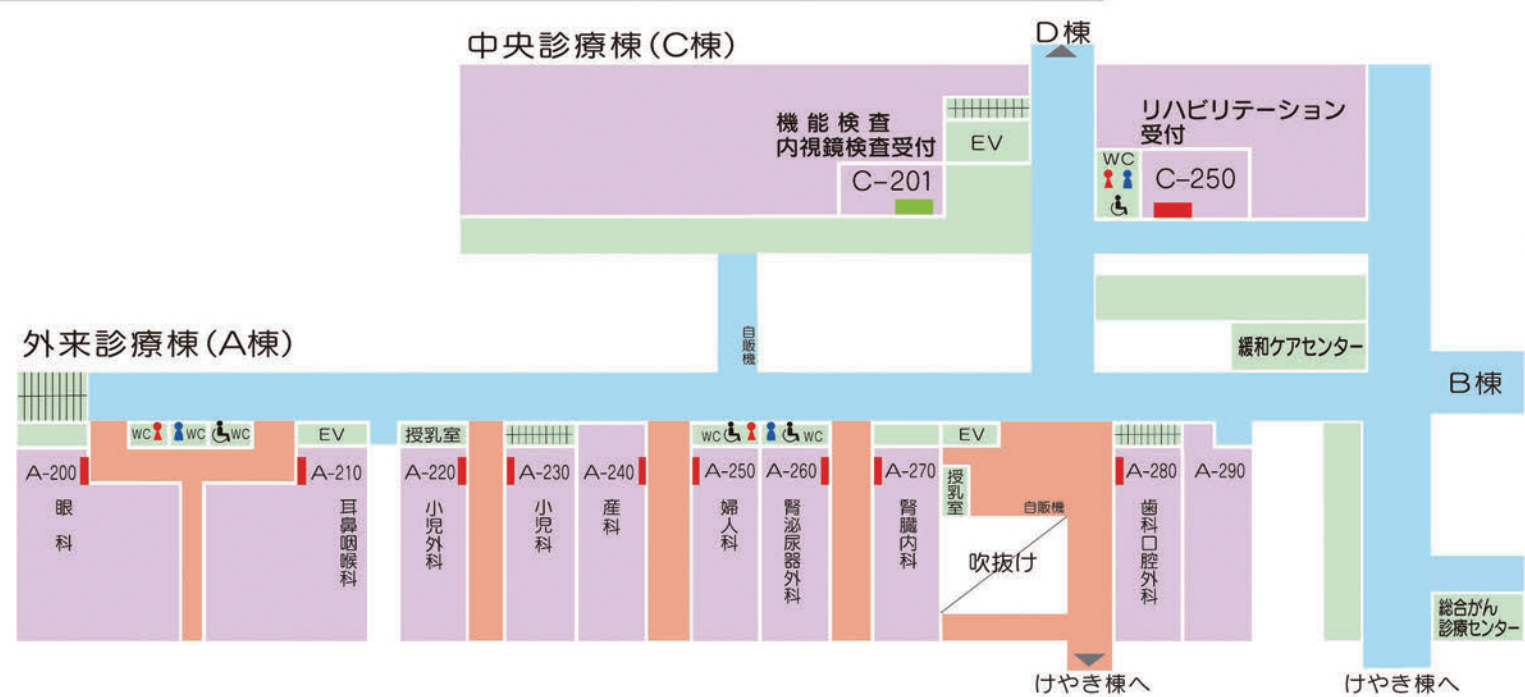 中央診療棟(C棟)
D棟
機能検査
内視鏡検査受付
EV
C-201
リハビリテーション
受付
WC
C-250
自販機
緩和ケアセンター
外来診療棟(A棟)
B棟
WC
WC
WC
EV
授乳室
WC
WC
EV
A-200
眼科
A-210
耳鼻咽喉科
A-220
小児外科
A-230
小児科
A-240
産科
A-250
婦人科
A-260
腎泌尿器外科
A-270
腎臓内科
授乳室
自販機
吹抜け
A-280
歯科口腔外科
A-290
総合がん
診療センター
けやき棟へ
けやき棟へ